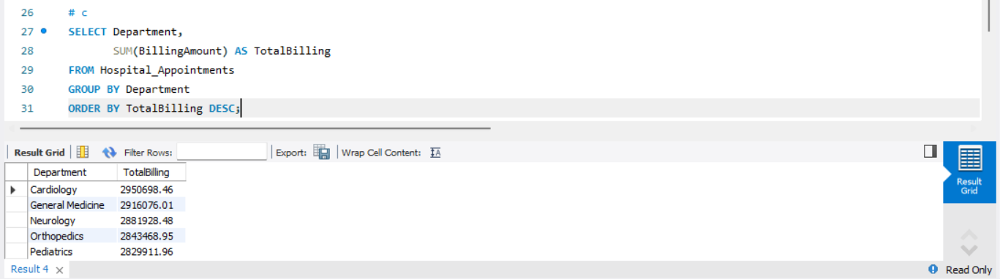 26 # c
27 SELECT Department,
28 SUM(BillingAmount) AS TotalBilling
29 FROM Hospital_Appointments
30 GROUP BY Department
31 ORDER BY TotalBilling DESC;
Result Grid Filter Rows: Export: Wrap Cell Content: IA
Department TotalBilling
Cardiology 2950698.46
General Medicine 2916076.01
Neurology 2881928.48
Orthopedics 2843468.95
Pediatrics 2829911.96
Result
Grid
Result 4 Read Only